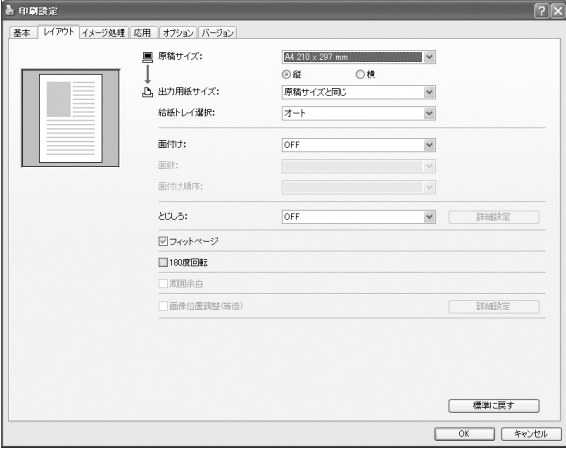 印刷設定
基本 レイアウト イメージ処理 応用 オプション バージョン
原稿サイズ: A4 210 x 297 mm
縦 横
出力用紙サイズ: 原稿サイズと同じ
給紙トレイ選択: オート
面付け: OFF
面数:
面付け順序:
とじしろ: OFF 詳細設定
フィットページ
180度回転
周囲余白
画像位置調整(等倍) 詳細設定
標準に戻す
OK キャンセル